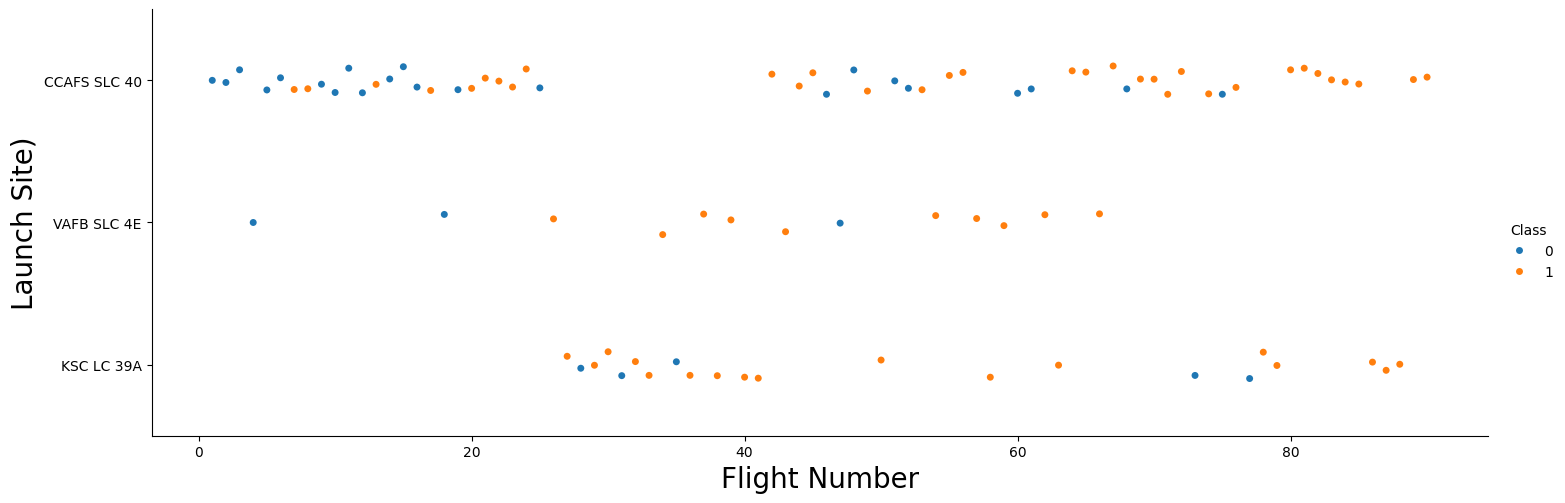 CCAFS SLC 40
VAFB SLC 4E
KSC LC 39A
Launch Site)
0
20
40
60
80
Flight Number
Class
0
1